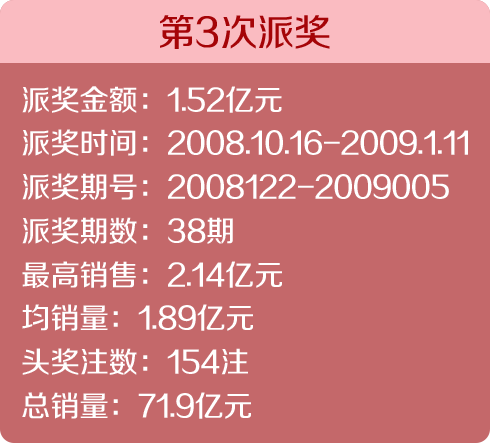 第3次派奖
派奖金额：1.52亿元
派奖时间：2008.10.16-2009.1.11
派奖期号：2008122-2009005
派奖期数：38期
最高销售：2.14亿元
均销量：1.89亿元
头奖注数：154注
总销量：71.9亿元